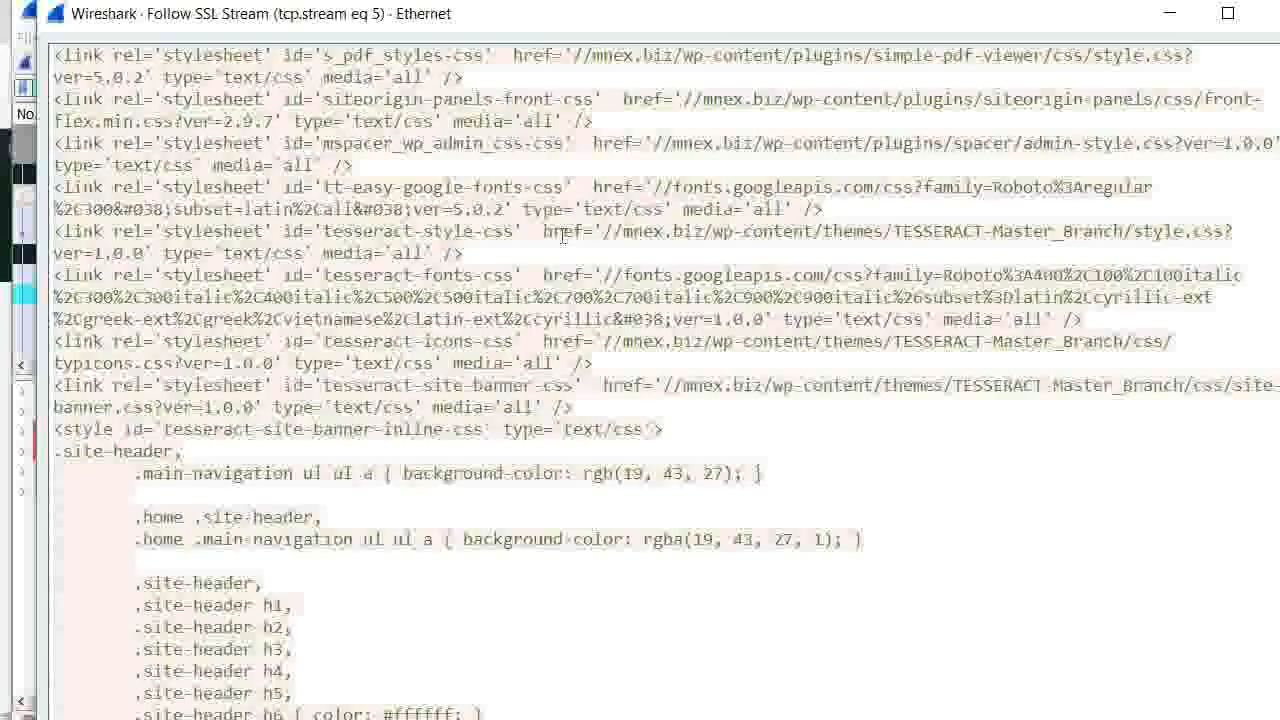 Wireshark · Follow SSL Stream (tcp.stream eq 5) · Ethernet
No.
<link rel='stylesheet' id='s_pdf_styles-css'  href='//mnex.biz/wp-content/plugins/simple-pdf-viewer/css/style.css?
ver=5.0.2' type='text/css' media='all' />
<link rel='stylesheet' id='siteorigin-panels-front-css'  href='//mnex.biz/wp-content/plugins/siteorigin-panels/css/front-
flex.min.css?ver=2.9.7' type='text/css' media='all' />
<link rel='stylesheet' id='mspacer_wp_admin_css-css'  href='//mnex.biz/wp-content/plugins/spacer/admin-style.css?ver=1.0.0'
type='text/css' media='all' />
<link rel='stylesheet' id='tt-easy-google-fonts-css'  href='//fonts.googleapis.com/css?family=Roboto%3Aregular
%2C300&#038;subset=latin%2Call&#038;ver=5.0.2' type='text/css' media='all' />
<link rel='stylesheet' id='tesseract-style-css'  href='//mnex.biz/wp-content/themes/TESSERACT-Master_Branch/style.css?
ver=1.0.0' type='text/css' media='all' />
<link rel='stylesheet' id='tesseract-fonts-css'  href='//fonts.googleapis.com/css?family=Roboto%3A400%2C100%2C100italic
%2C300%2C300italic%2C400italic%2C500%2C500italic%2C700%2C700italic%2C900%2C900italic%26subset%3Dlatin%2Ccyrillic-ext
%2Cgreek-ext%2Cgreek%2Cvietnamese%2Clatin-ext%2Ccyrillic&#038;ver=1.0.0' type='text/css' media='all' />
<link rel='stylesheet' id='tesseract-icons-css'  href='//mnex.biz/wp-content/themes/TESSERACT-Master_Branch/css/
typicons.css?ver=1.0.0' type='text/css' media='all' />
<link rel='stylesheet' id='tesseract-site-banner-css'  href='//mnex.biz/wp-content/themes/TESSERACT-Master_Branch/css/site-
banner.css?ver=1.0.0' type='text/css' media='all' />
<style id='tesseract-site-banner-inline-css' type='text/css'>
.site-header,
.main-navigation ul ul a { background-color: rgb(19, 43, 27); }
.home .site-header,
.home .main-navigation ul ul a { background-color: rgba(19, 43, 27, 1); }
.site-header,
.site-header h1,
.site-header h2,
.site-header h3,
.site-header h4,
.site-header h5,
.site-header h6 { color: #ffffff; }